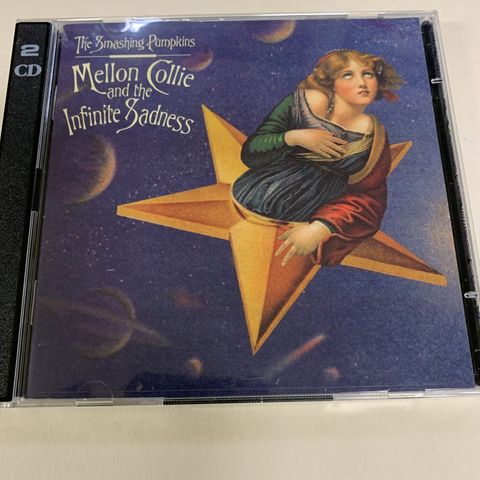 2
CD
The Smashing Pumpkins
Mellon Collie
and the
Infinite Sadness